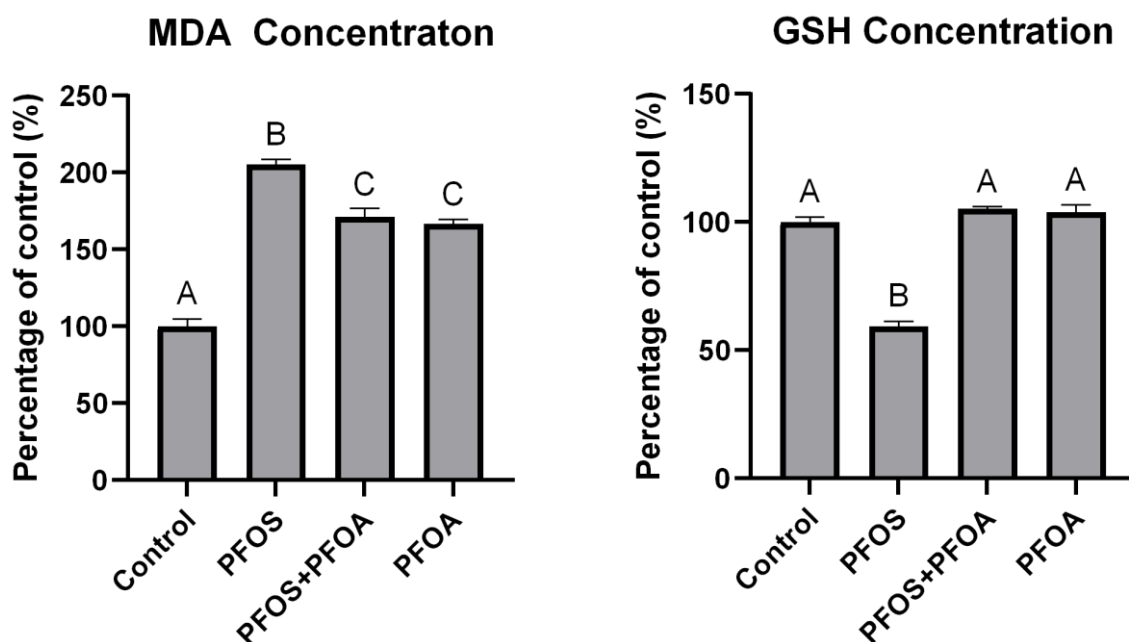 MDA Concentraton
Percentage of control (%)
250
200
150
100
50
0
A
B
C
C
Control
PFOS
PFOS+PFOA
PFOA
GSH Concentration
Percentage of control (%)
150
100
50
0
A
B
A
A
Control
PFOS
PFOS+PFOA
PFOA